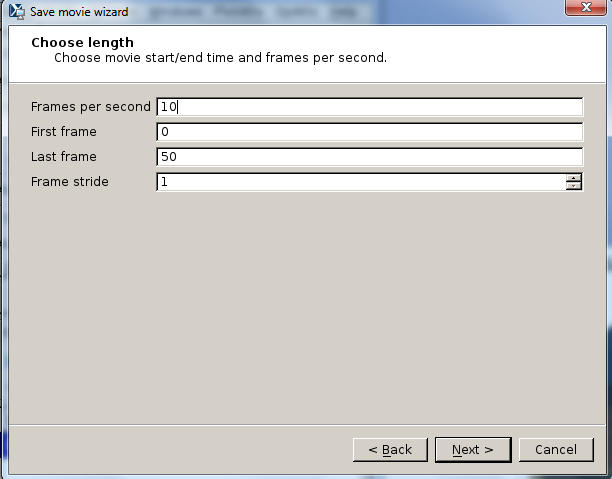 Save movie wizard
Choose length
Choose movie start/end time and frames per second.
Frames per second 10
First frame 0
Last frame 50
Frame stride 1
< Back Next > Cancel